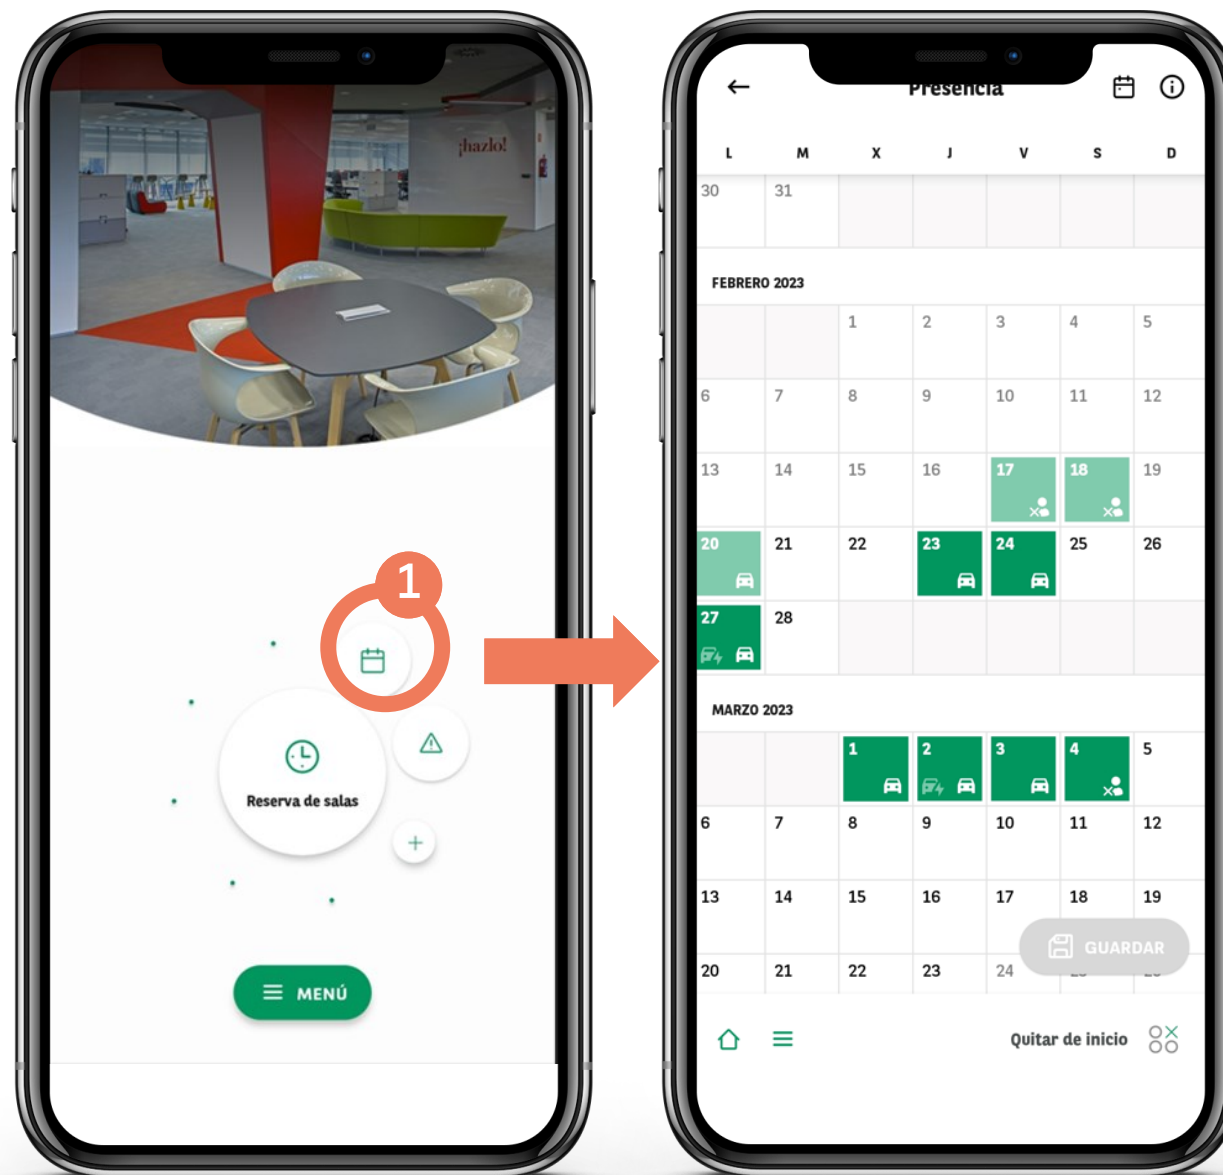 ¡hazlo!
1
Reserva de salas
MENÚ
Presencia
L M X J V S D
30 31
FEBRERO 2023
1 2 3 4 5
6 7 8 9 10 11 12
13 14 15 16 17 18 19
20 21 22 23 24 25 26
27 28
MARZO 2023
1 2 3 4 5
6 7 8 9 10 11 12
13 14 15 16 17 18 19
GUARDAR
20 21 22 23 24
Quitar de inicio